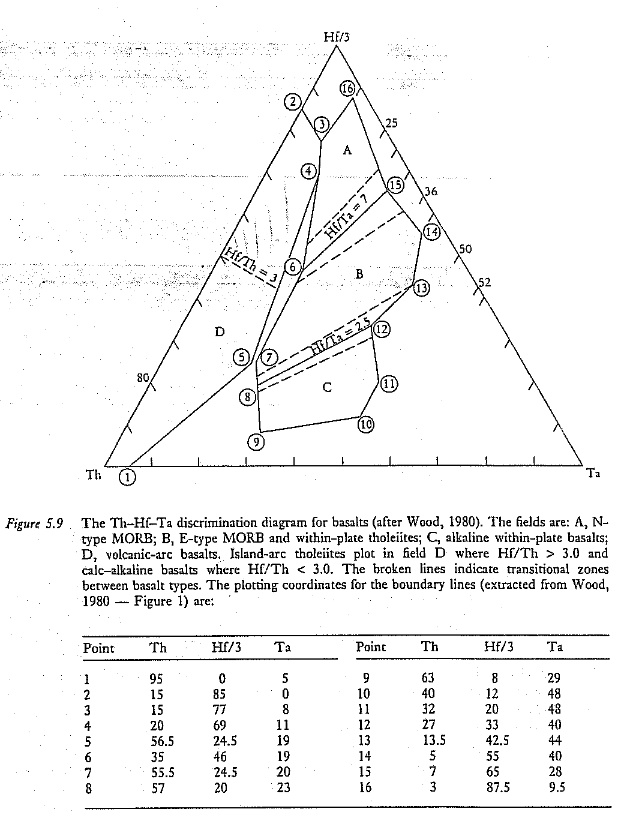 Hf/3
16
2
25
3
A
4
15
36
Hf/Ta = 7
14
50
Hf/Th = 3
6
B
52
13
D
Hf/Ta = 2.5
12
5
7
80
C
11
8
10
9
Th
1
Ta
Figure 5.9 The Th–Hf–Ta discrimination diagram for basalts (after Wood, 1980). The fields are: A, N-
type MORB; B, E-type MORB and within-plate tholeiites; C, alkaline within-plate basalts;
D, volcanic-arc basalts. Island-arc tholeiites plot in field D where Hf/Th > 3.0 and
calc-alkaline basalts where Hf/Th < 3.0. The broken lines indicate transitional zones
between basalt types. The plotting coordinates for the boundary lines (extracted from Wood,
1980 — Figure 1) are:
Point Th Hf/3 Ta Point Th Hf/3 Ta
1 95 0 5 9 63 8 29
2 15 85 0 10 40 12 48
3 15 77 8 11 32 20 48
4 20 69 11 12 27 33 40
5 56.5 24.5 19 13 13.5 42.5 44
6 35 46 19 14 5 55 40
7 55.5 24.5 20 15 7 65 28
8 57 20 23 16 3 87.5 9.5